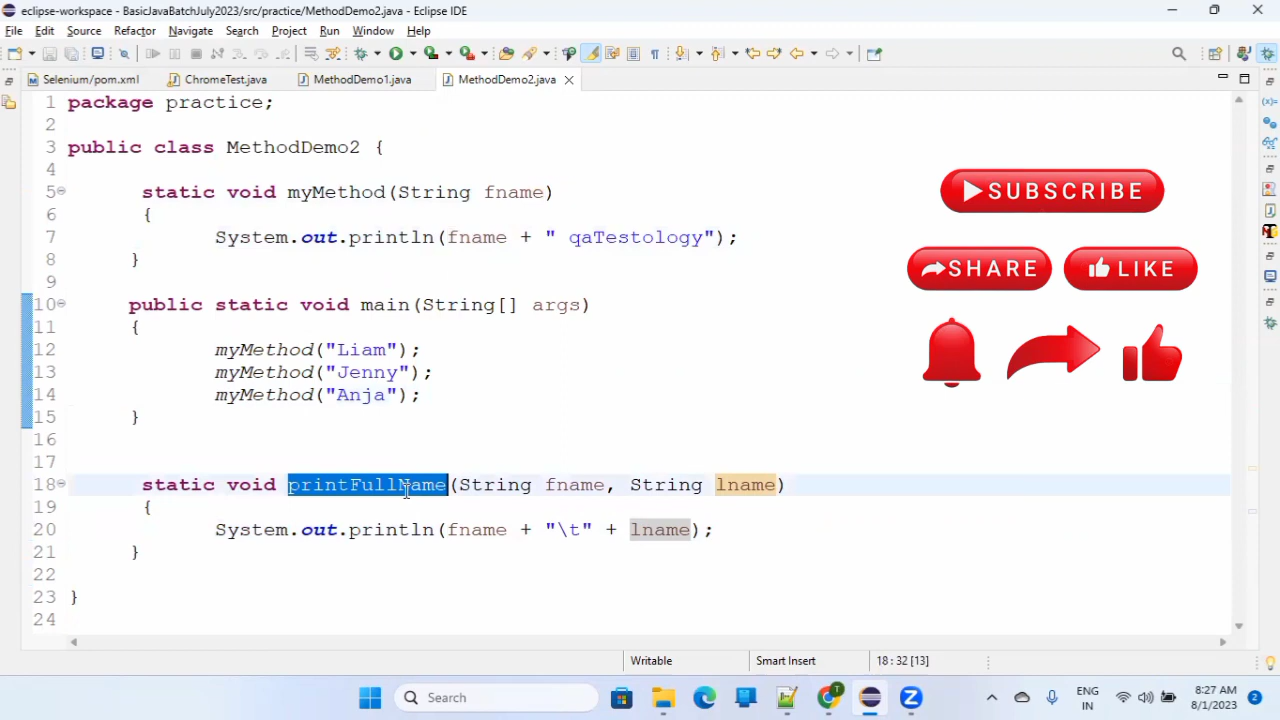 eclipse-workspace - BasicJavaBatchJuly2023/src/practice/MethodDemo2.java - Eclipse IDE
File Edit Source Refactor Navigate Search Project Run Window Help
Selenium/pom.xml ChromeTest.java MethodDemo1.java MethodDemo2.java
1 package practice;
2
3 public class MethodDemo2 {
4
5 static void myMethod(String fname)
6 {
7 System.out.println(fname + " qaTestology");
8 }
9
10 public static void main(String[] args)
11 {
12 myMethod("Liam");
13 myMethod("Jenny");
14 myMethod("Anja");
15 }
16
17
18 static void printFullName(String fname, String lname)
19 {
20 System.out.println(fname + "\t" + lname);
21 }
22
23 }
24
SUBSCRIBE
SHARE LIKE
Writable Smart Insert 18 : 32 [13]
Search ENG IN 8:27 AM 8/1/2023 2